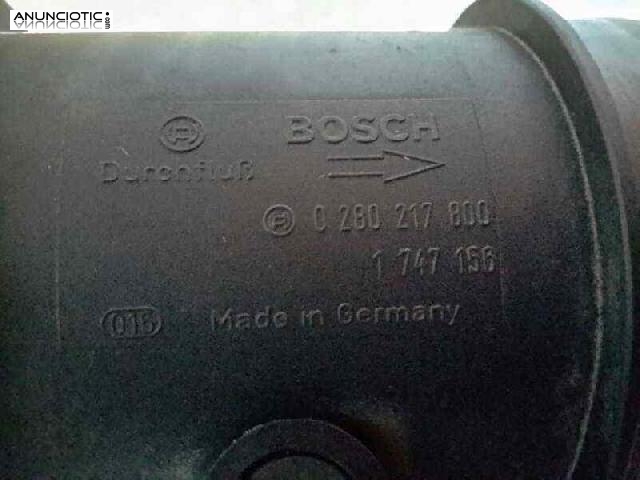 ANUNCIOTIC
BOSCH
Durchfluß
0 280 217 800
1 747 156
016 Made in Germany